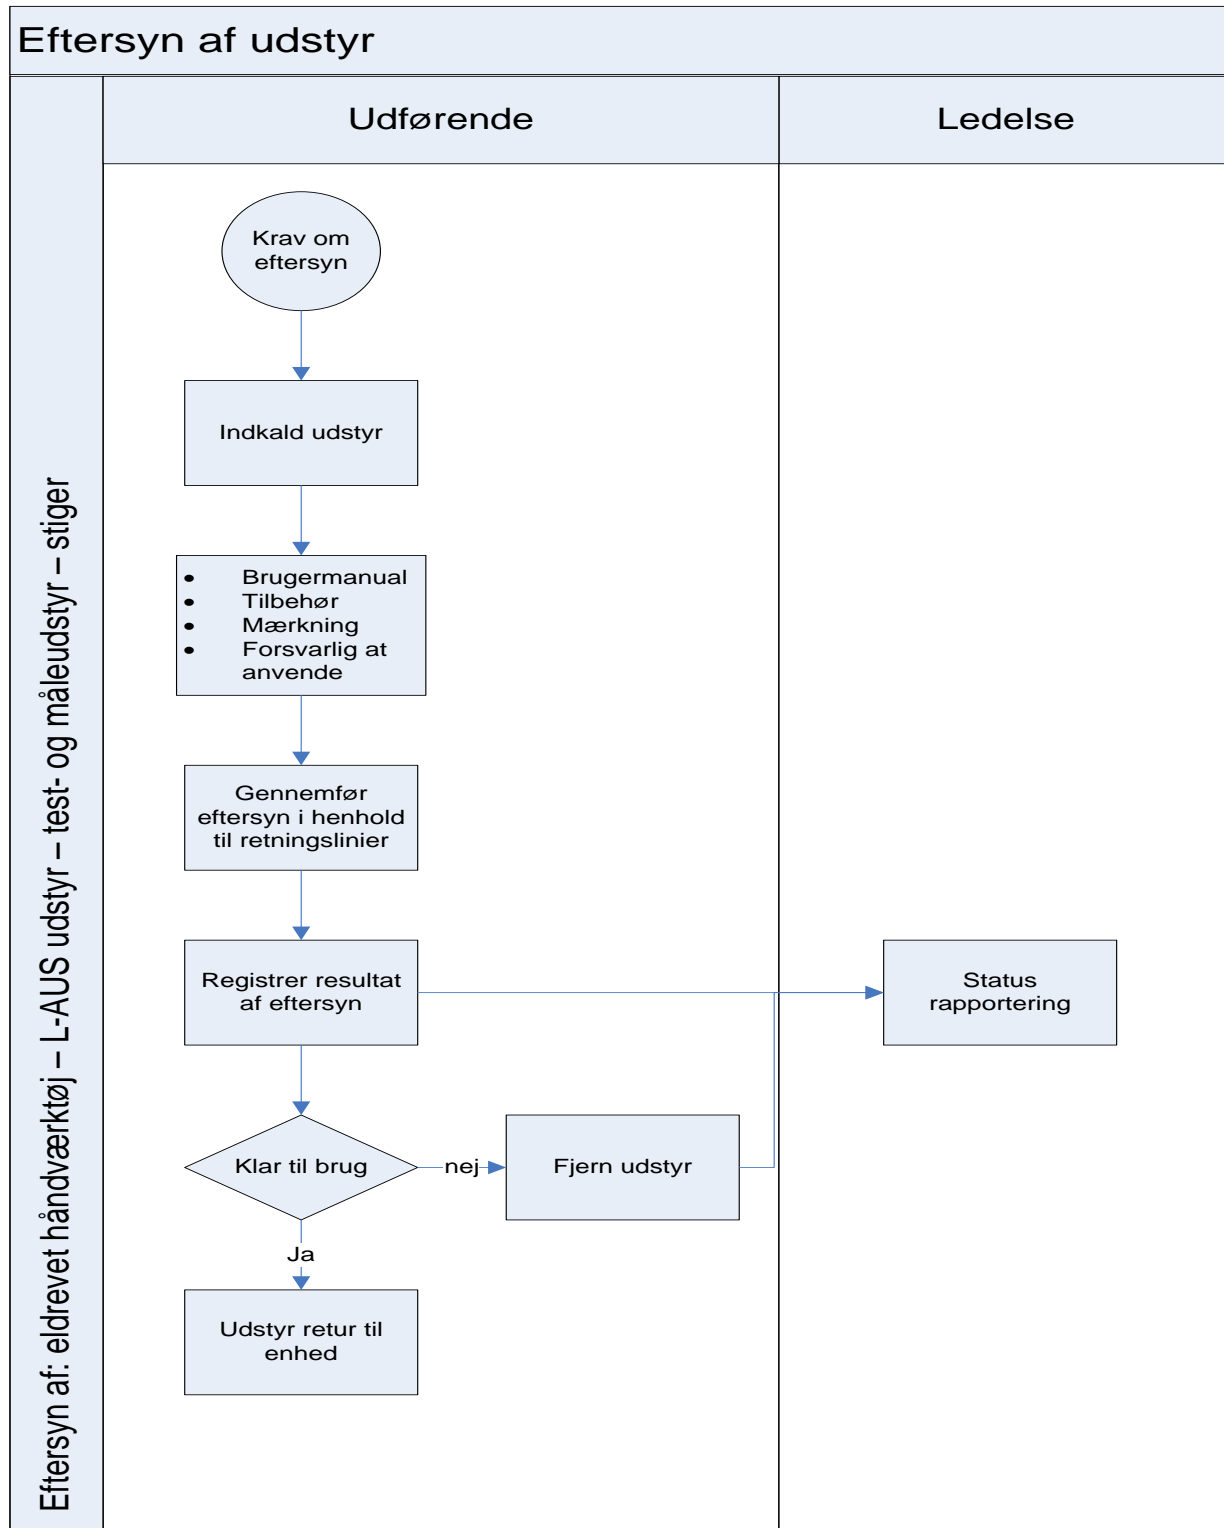 Eftersyn af udstyr
Udførende
Ledelse
Eftersyn af: eldrevet håndværktøj – L-AUS udstyr – test- og måleudstyr – stiger
Krav om
eftersyn
Indkald udstyr
• Brugermanual
• Tilbehør
• Mærkning
• Forsvarlig at
anvende
Gennemfør
eftersyn i henhold
til retningslinier
Registrer resultat
af eftersyn
Status
rapportering
Klar til brug
nej
Fjern udstyr
Ja
Udstyr retur til
enhed